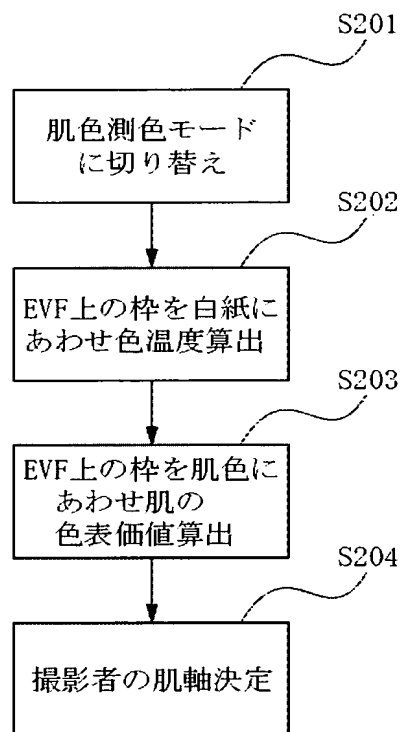 S201
肌色測色モード
に切り替え
S202
EVF上の枠を白紙に
あわせ色温度算出
S203
EVF上の枠を肌色に
あわせ肌の
色表価値算出
S204
撮影者の肌軸決定